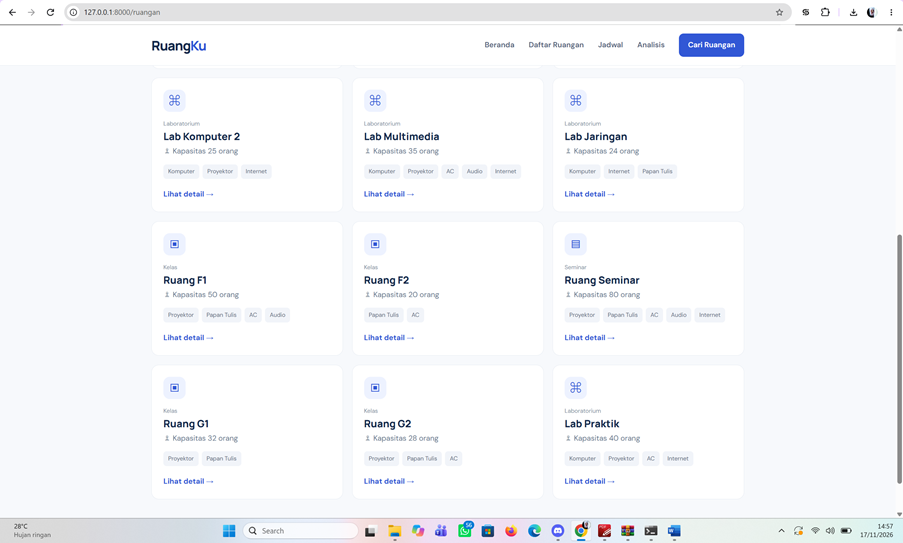 127.0.0.1:8000/ruangan
RuangKu
Beranda Daftar Ruangan Jadwal Analisis Cari Ruangan
Laboratorium
Lab Komputer 2
Kapasitas 25 orang
Komputer Proyektor Internet
Lihat detail →
Laboratorium
Lab Multimedia
Kapasitas 35 orang
Komputer Proyektor AC Audio Internet
Lihat detail →
Laboratorium
Lab Jaringan
Kapasitas 24 orang
Komputer Internet Papan Tulis
Lihat detail →
Kelas
Ruang F1
Kapasitas 50 orang
Proyektor Papan Tulis AC Audio
Lihat detail →
Kelas
Ruang F2
Kapasitas 20 orang
Papan Tulis AC
Lihat detail →
Seminar
Ruang Seminar
Kapasitas 80 orang
Proyektor Papan Tulis AC Audio Internet
Lihat detail →
Kelas
Ruang G1
Kapasitas 32 orang
Proyektor Papan Tulis
Lihat detail →
Kelas
Ruang G2
Kapasitas 28 orang
Proyektor Papan Tulis AC
Lihat detail →
Laboratorium
Lab Praktik
Kapasitas 40 orang
Komputer Proyektor AC Internet
Lihat detail →
28°C
Hujan ringan
Search
56
14:57
17/11/2026